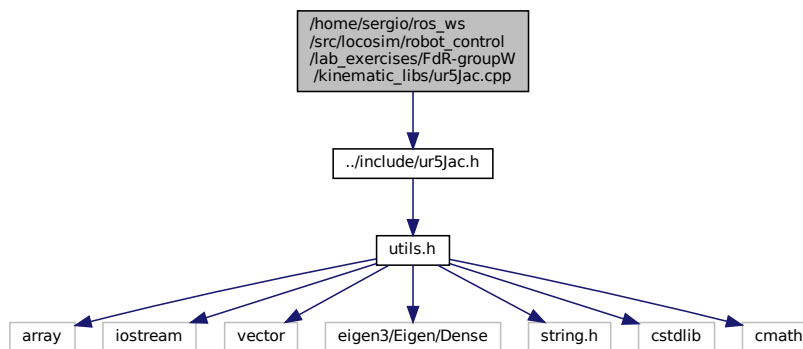 /home/sergio/ros_ws
/src/locosim/robot_control
/lab_exercises/FdR-groupW
/kinematic_libs/ur5Jac.cpp
../include/ur5Jac.h
utils.h
array
iostream
vector
eigen3/Eigen/Dense
string.h
cstdlib
cmath